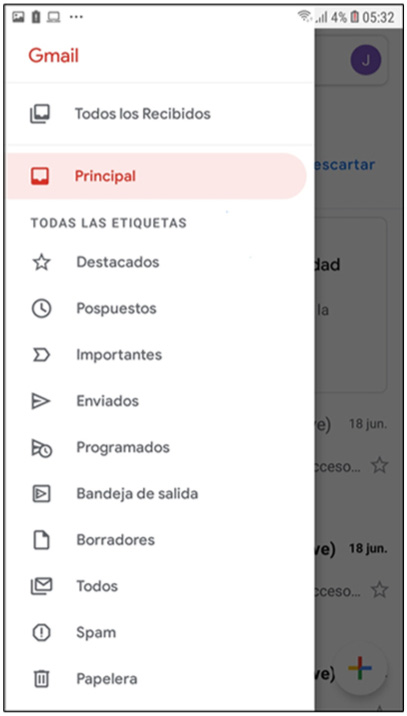 4% 05:32
Gmail
J
Todos los Recibidos
escartar
Principal
TODAS LAS ETIQUETAS
Destacados
dad
Pospuestos
la
Importantes
Enviados
ve) 18 jun.
Programados
cceso...
Bandeja de salida
Borradores
ve) 18 jun.
Todos
cceso...
Spam
ve)
Papelera